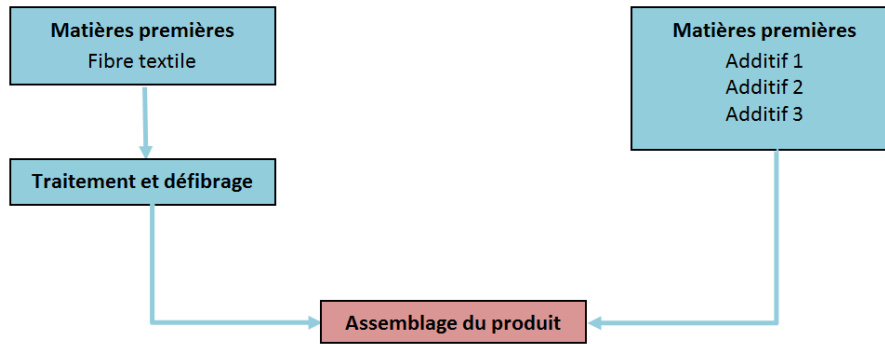 Matières premières
Fibre textile
Traitement et défibrage
Matières premières
Additif 1
Additif 2
Additif 3
Assemblage du produit